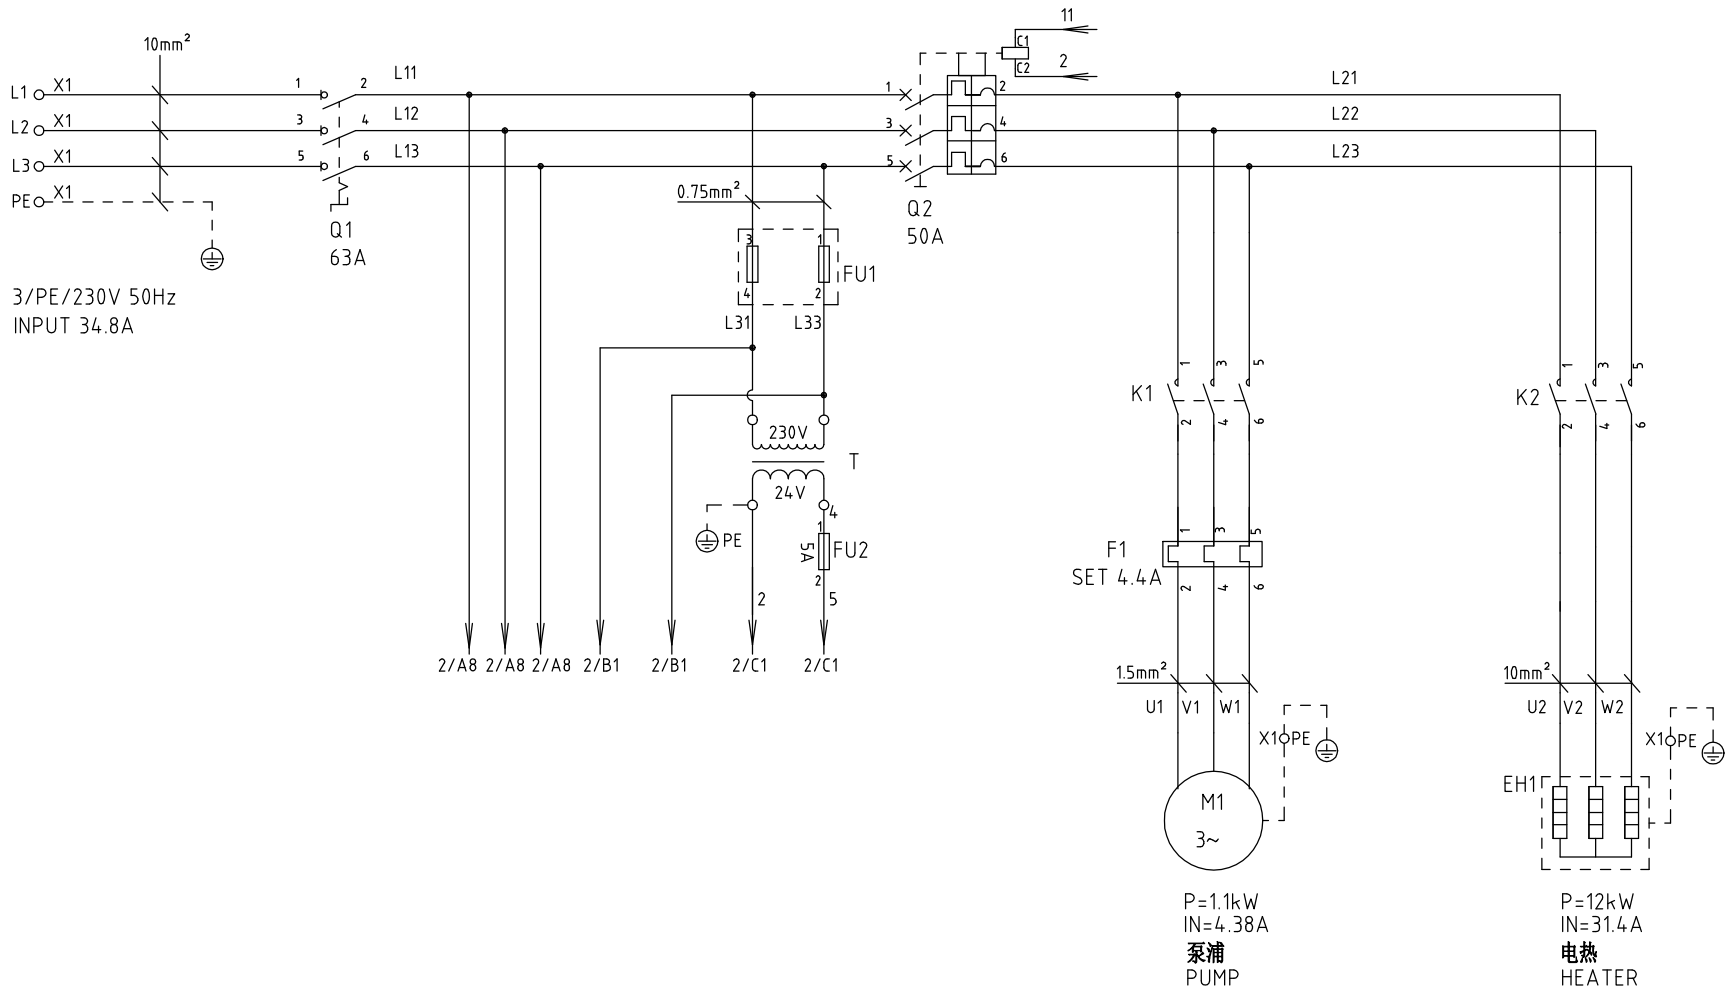 10mm²
L1 X1 1 2 L11
L2 X1 3 4 L12
L3 X1 5 6 L13
PE X1
Q1
63A
3/PE/230V 50Hz
INPUT 34.8A
11
C1
C2 2
1 2 L21
3 4 L22
5 6 L23
Q2
50A
0.75mm²
3 1
FU1
4 2
L31 L33
230V
T
24V
4
PE
1
5A FU2
2
2 5
2/A8 2/A8 2/A8 2/B1 2/B1 2/C1 2/C1
1 3 5
K1
2 4 6
1 3 5
K2
2 4 6
1 3 5
F1
SET 4.4A
2 4 6
1.5mm²
U1 V1 W1
X1 PE
M1
3~
P=1.1kW
IN=4.38A
泵浦
PUMP
10mm²
U2 V2 W2
X1 PE
EH1
P=12kW
IN=31.4A
电热
HEATER